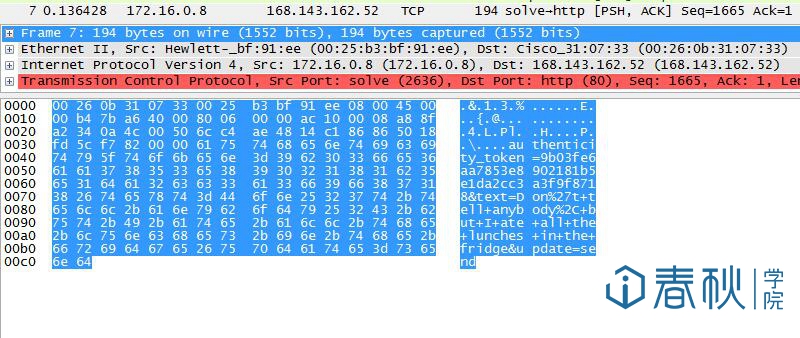 7 0.136428 172.16.0.8 168.143.162.52 TCP 194 solve→http [PSH, ACK] Seq=1665 Ack=1
Frame 7: 194 bytes on wire (1552 bits), 194 bytes captured (1552 bits)
Ethernet II, Src: Hewlett-_bf:91:ee (00:25:b3:bf:91:ee), Dst: Cisco_31:07:33 (00:26:0b:31:07:33)
Internet Protocol Version 4, Src: 172.16.0.8 (172.16.0.8), Dst: 168.143.162.52 (168.143.162.52)
Transmission Control Protocol, Src Port: solve (2636), Dst Port: http (80), Seq: 1665, Ack: 1, Len
0000 00 26 0b 31 07 33 00 25 b3 bf 91 ee 08 00 45 00 .&.1.3.% ......E.
0010 00 b4 7b a6 40 00 80 06 00 00 ac 10 00 08 a8 8f ..{.@... ........
0020 a2 34 0a 4c 00 50 6c c4 ae 48 14 c1 86 86 50 18 .4.L.Pl. .H....P.
0030 fd 5c f7 82 00 00 61 75 74 68 65 6e 74 69 63 69 .\....au thentici
0040 74 79 5f 74 6f 6b 65 6e 3d 39 62 30 33 66 65 36 ty_token =9b03fe6
0050 61 61 37 38 35 33 65 38 39 30 32 31 38 31 62 35 aa7853e8 902181b5
0060 65 31 64 61 32 63 63 33 61 33 66 39 66 38 37 31 e1da2cc3 a3f9f871
0070 38 26 74 65 78 74 3d 44 6f 6e 25 32 37 74 2b 74 8&text=D on%27t+t
0080 65 6c 6c 2b 61 6e 79 62 6f 64 79 25 32 43 2b 62 ell+anyb ody%2C+b
0090 75 74 2b 49 2b 61 74 65 2b 61 6c 6c 2b 74 68 65 ut+I+ate +all+the
00a0 2b 6c 75 6e 63 68 65 73 2b 69 6e 2b 74 68 65 2b +lunches +in+the+
00b0 66 72 69 64 67 65 26 75 70 64 61 74 65 3d 73 65 fridge&u pdate=se
00c0 6e 64 nd
春秋学院